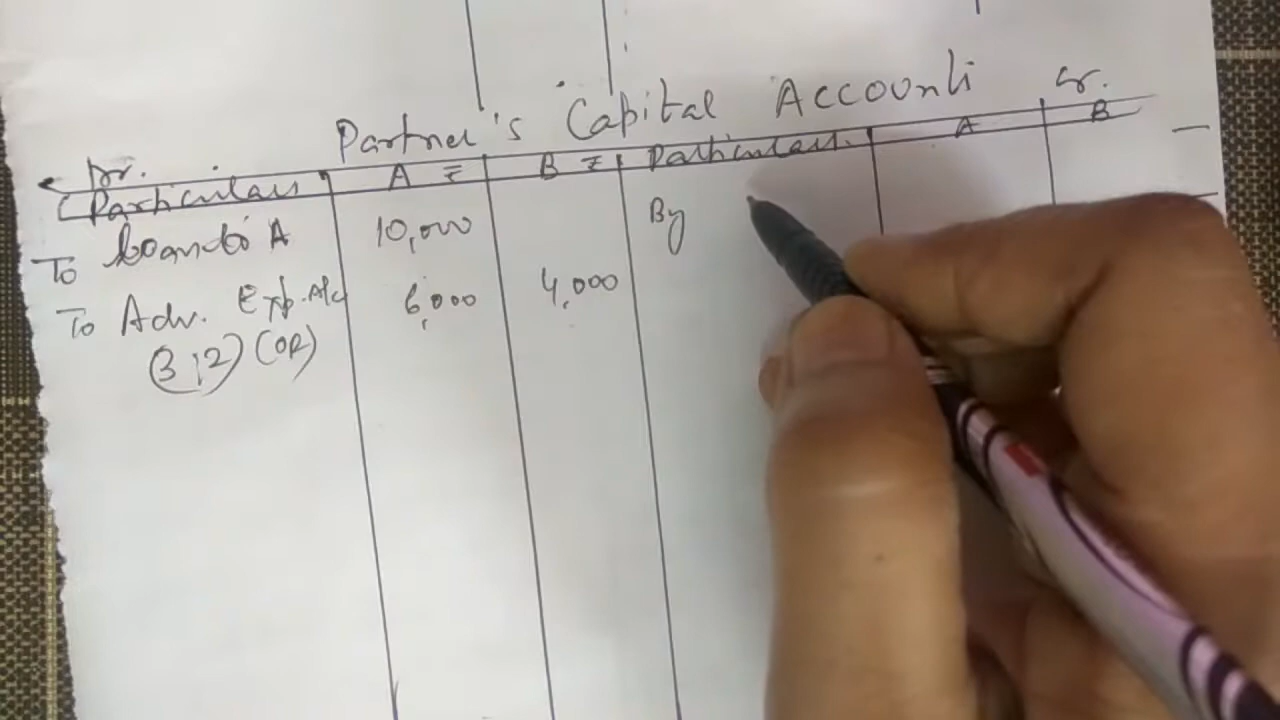 Partner's Capital Account
Dr. Cr.
Particulars A ₹ B ₹ Particulars. A B
To Loan to A 10,000 By
To Adv. Exp. A/c 6,000 4,000
(3:2) (OR)